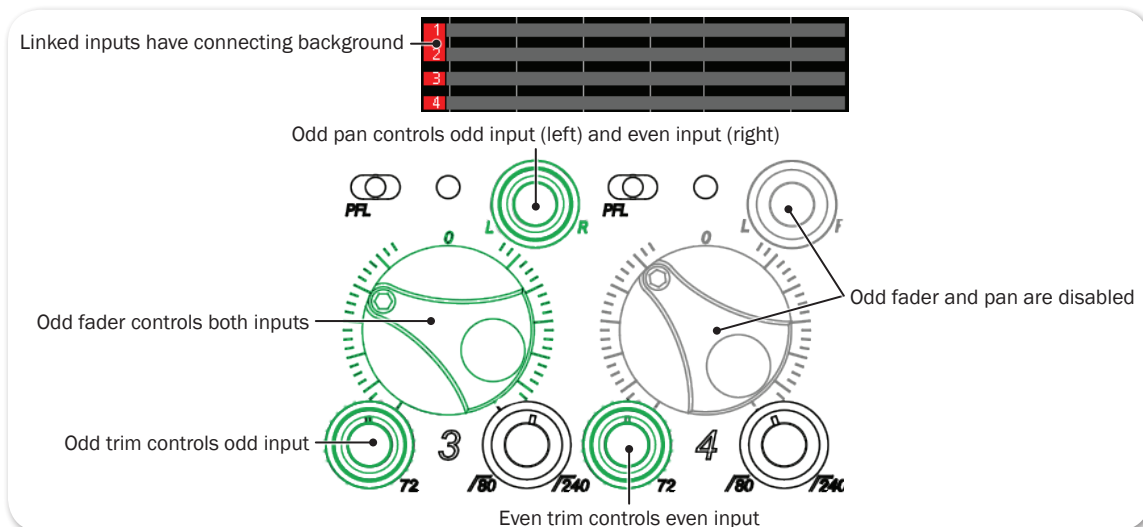 Linked inputs have connecting background
1
2
3
4
Odd pan controls odd input (left) and even input (right)
PFL
L
R
PFL
L
0
0
Odd fader controls both inputs
Odd fader and pan are disabled
Odd trim controls odd input
3
4
72
80
240
72
80
240
Even trim controls even input